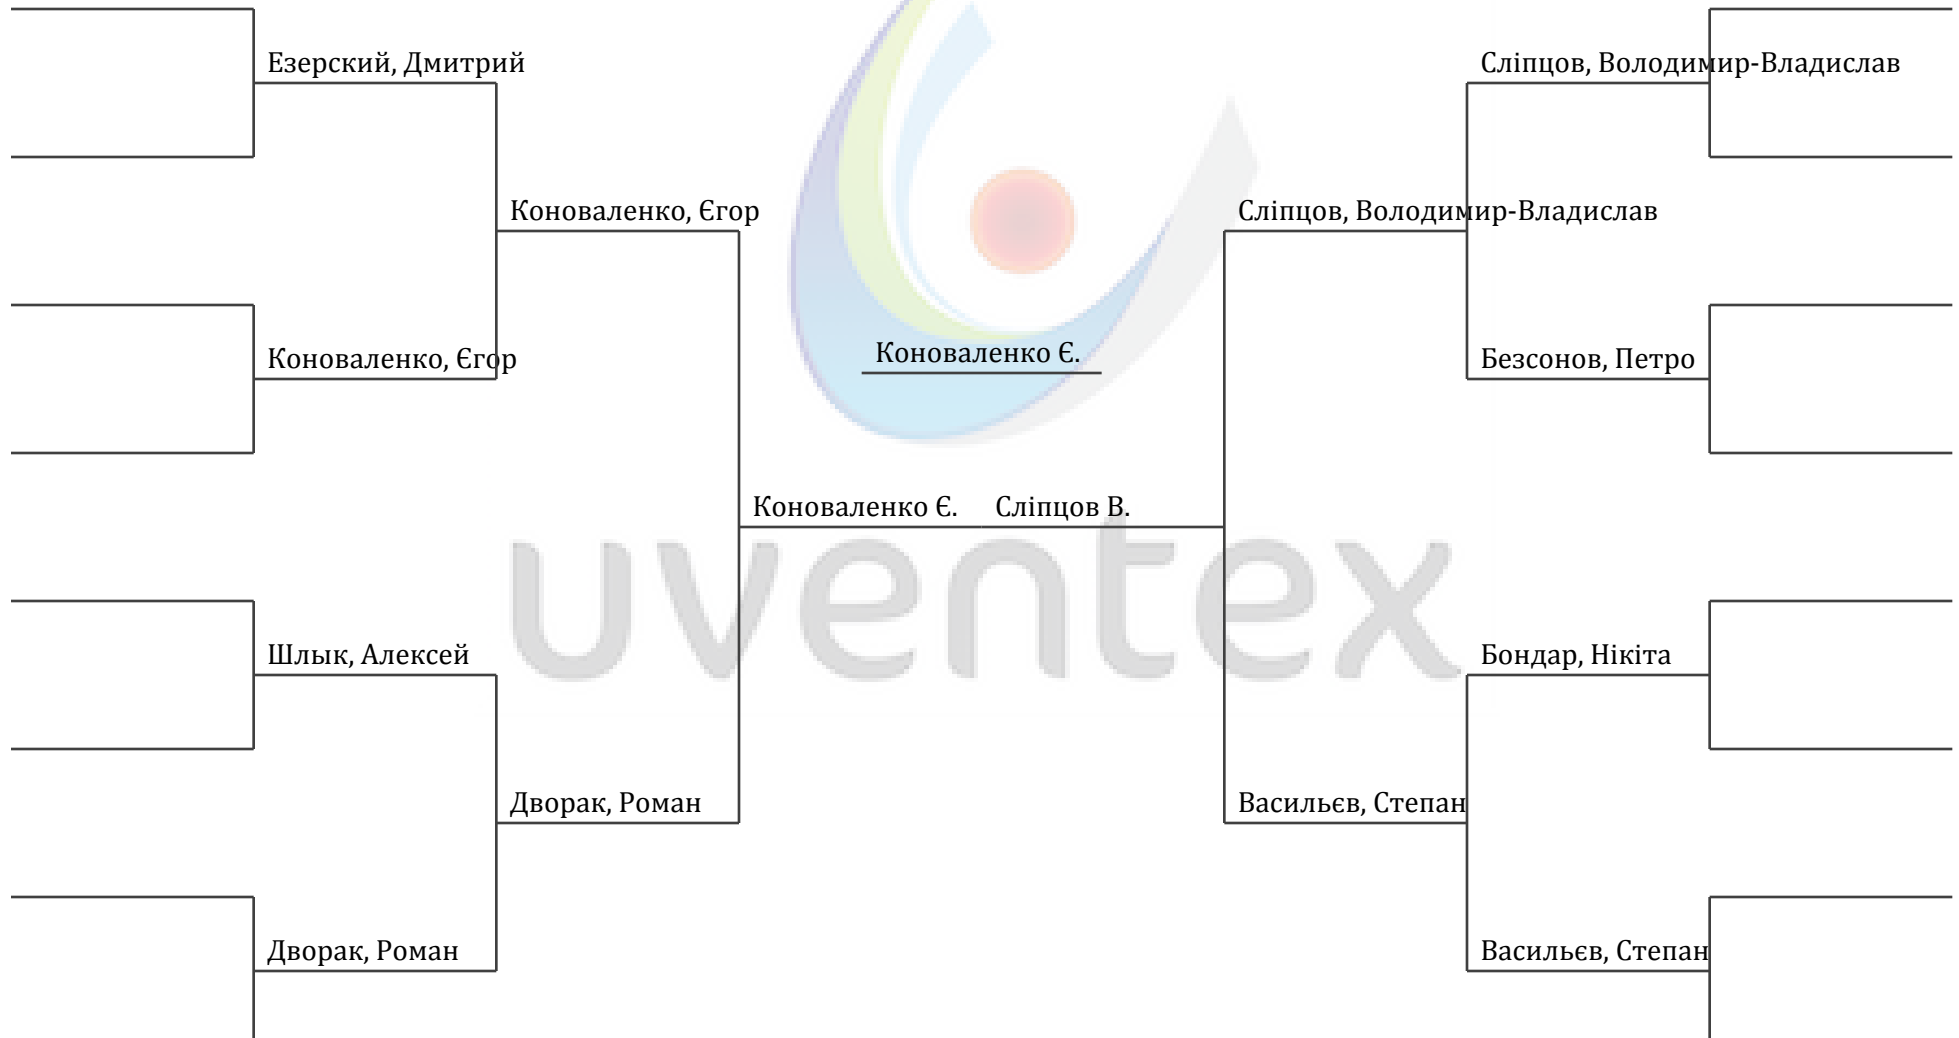 Езерский, Дмитрий
Сліпцов, Володимир-Владислав
Коноваленко, Єгор
Сліпцов, Володимир-Владислав
Коноваленко, Єгор
Коноваленко Є.
Безсонов, Петро
Коноваленко Є.
Сліпцов В.
uventex
Шлык, Алексей
Бондар, Нікіта
Дворак, Роман
Васильєв, Степан
Дворак, Роман
Васильєв, Степан